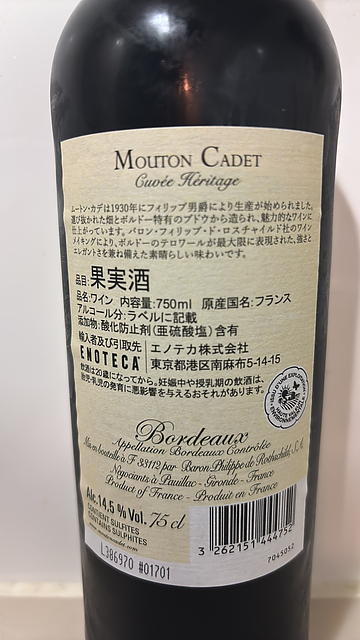 MOUTON CADET
Cuvée Héritage
ムートン・カデは1930年にフィリップ男爵により生産が始められました。
選び抜かれた畑とボルドー特有のブドウから造られ、魅力的なワインに
仕上がっています。バロン・フィリップ・ド・ロスチャイルド社のワイン
メイキングにより、ボルドーのテロワールが最大限に表現された、強さと
エレガントさを兼ね備えた素晴らしい味わいです。
品目:果実酒
品名:ワイン 内容量:750ml 原産国名:フランス
アルコール分:ラベルに記載
添加物:酸化防止剤(亜硫酸塩)含有
輸入者及び引取先 エノテカ株式会社
ENOTECA 東京都港区南麻布5-14-15
飲酒は20歳になってから。妊娠中や授乳期の飲酒は、
胎児・乳児の発育に悪影響を与えるおそれがあります。
Bordeaux
Appellation Bordeaux Contrôlée
Mis en bouteille à F 33112 par Baron Philippe de Rothschild, S.A.
Négociants à Pauillac - Gironde - France
Product of France - Produit en France
Alc. 14,5 % Vol. 75 cl
CONTIENT SULFITES
CONTAINS SULPHITES
L386970 #01701
3 262151 444752
7045052